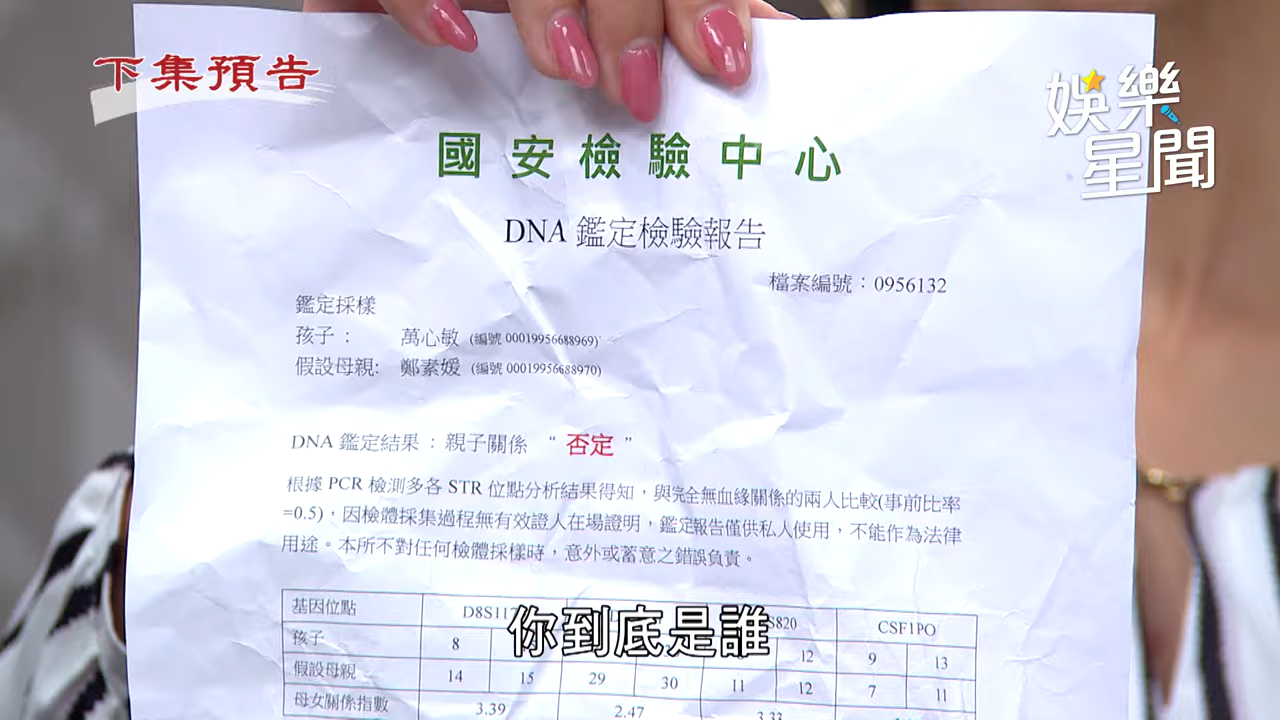 下集預告
娛樂
星聞
國安檢驗中心
DNA 鑑定檢驗報告
檔案編號：0956132
鑑定採樣
孩子： 萬心敏 (編號 00019956688969)
假設母親: 鄭素媛 (編號 00019956688970)
DNA 鑑定結果：親子關係 “ 否定 ”
根據 PCR 檢測多各 STR 位點分析結果得知，與完全無血緣關係的兩人比較(事前比率
=0.5)，因檢體採集過程無有效證人在場證明，鑑定報告僅供私人使用，不能作為法律
用途。本所不對任何檢體採樣時，意外或蓄意之錯誤負責。
基因位點 CSF1PO
孩子 8 12 9 13
假設母親 14 15 29 30 11 12 7 11
母女關係指數 3.39 2.47 3.33
你到底是誰